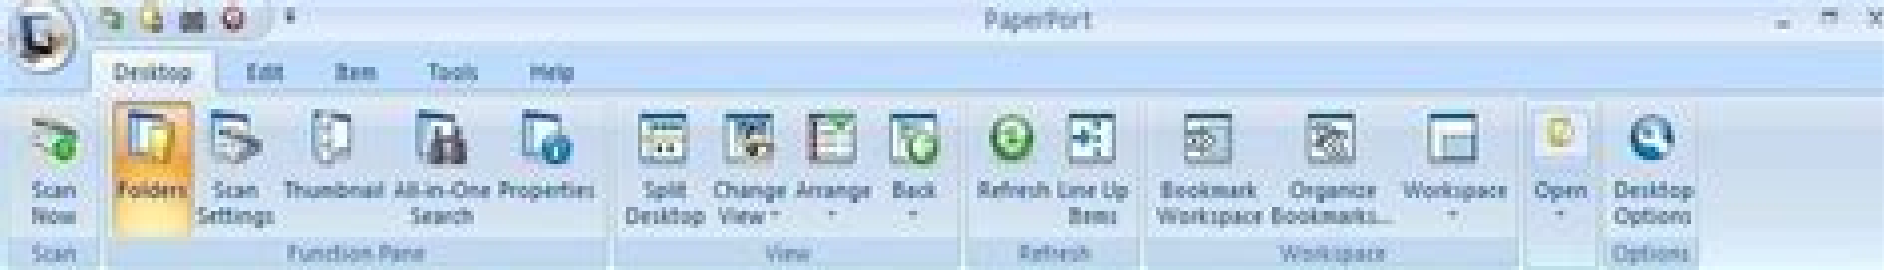 PaperPort
Desktop Edit Item Tools Help
Scan Folders Scan Thumbnail All-in-One Properties Split Change Arrange Back Refresh Line Up Bookmark Organize Workspace Open Desktop
Now Settings Search Desktop View Items Workspace Bookmarks... Options
Scan Function Pane View Refresh Workspace Options